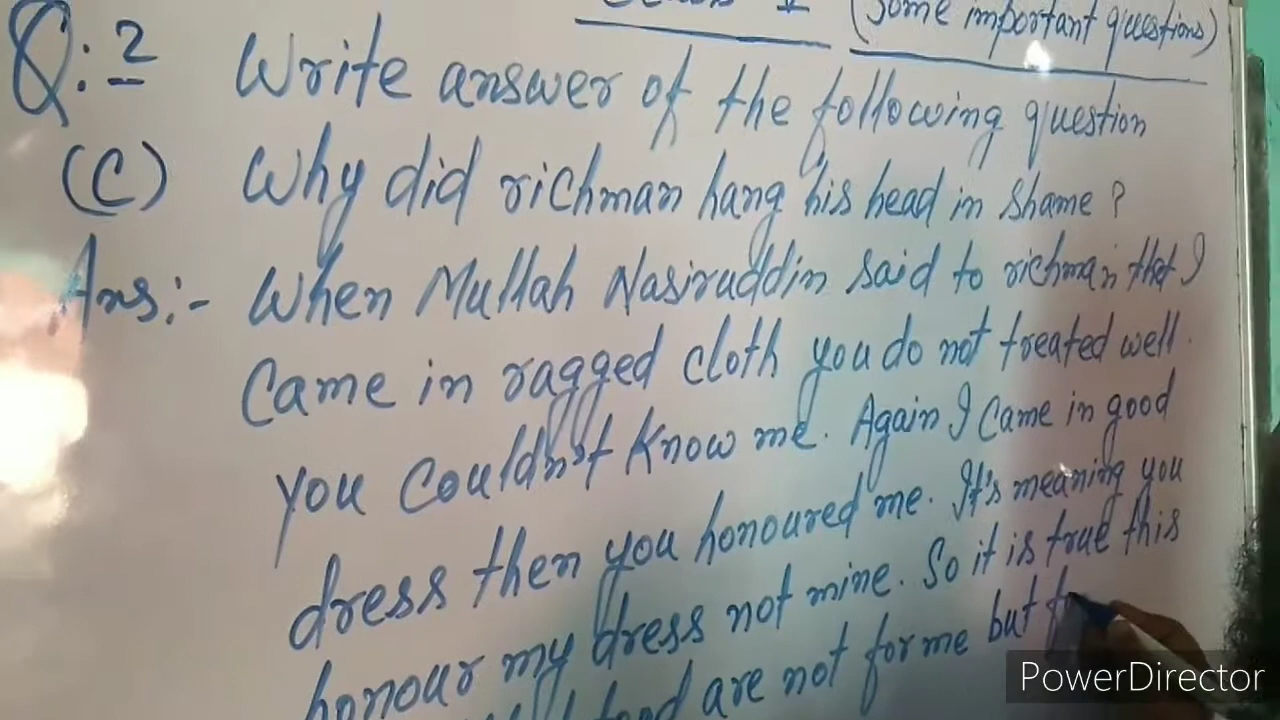 Class V (Some important questions)
Q:2 Write answer of the following question
(C) Why did richman hang his head in shame?
Ans:- When Mullah Nasiruddin said to richman that I
Came in ragged cloth you do not treated well.
you couldn't know me. Again I came in good
dress then you honoured me. It's meaning you
honour my dress not mine. So it is true this
food are not for me but
PowerDirector